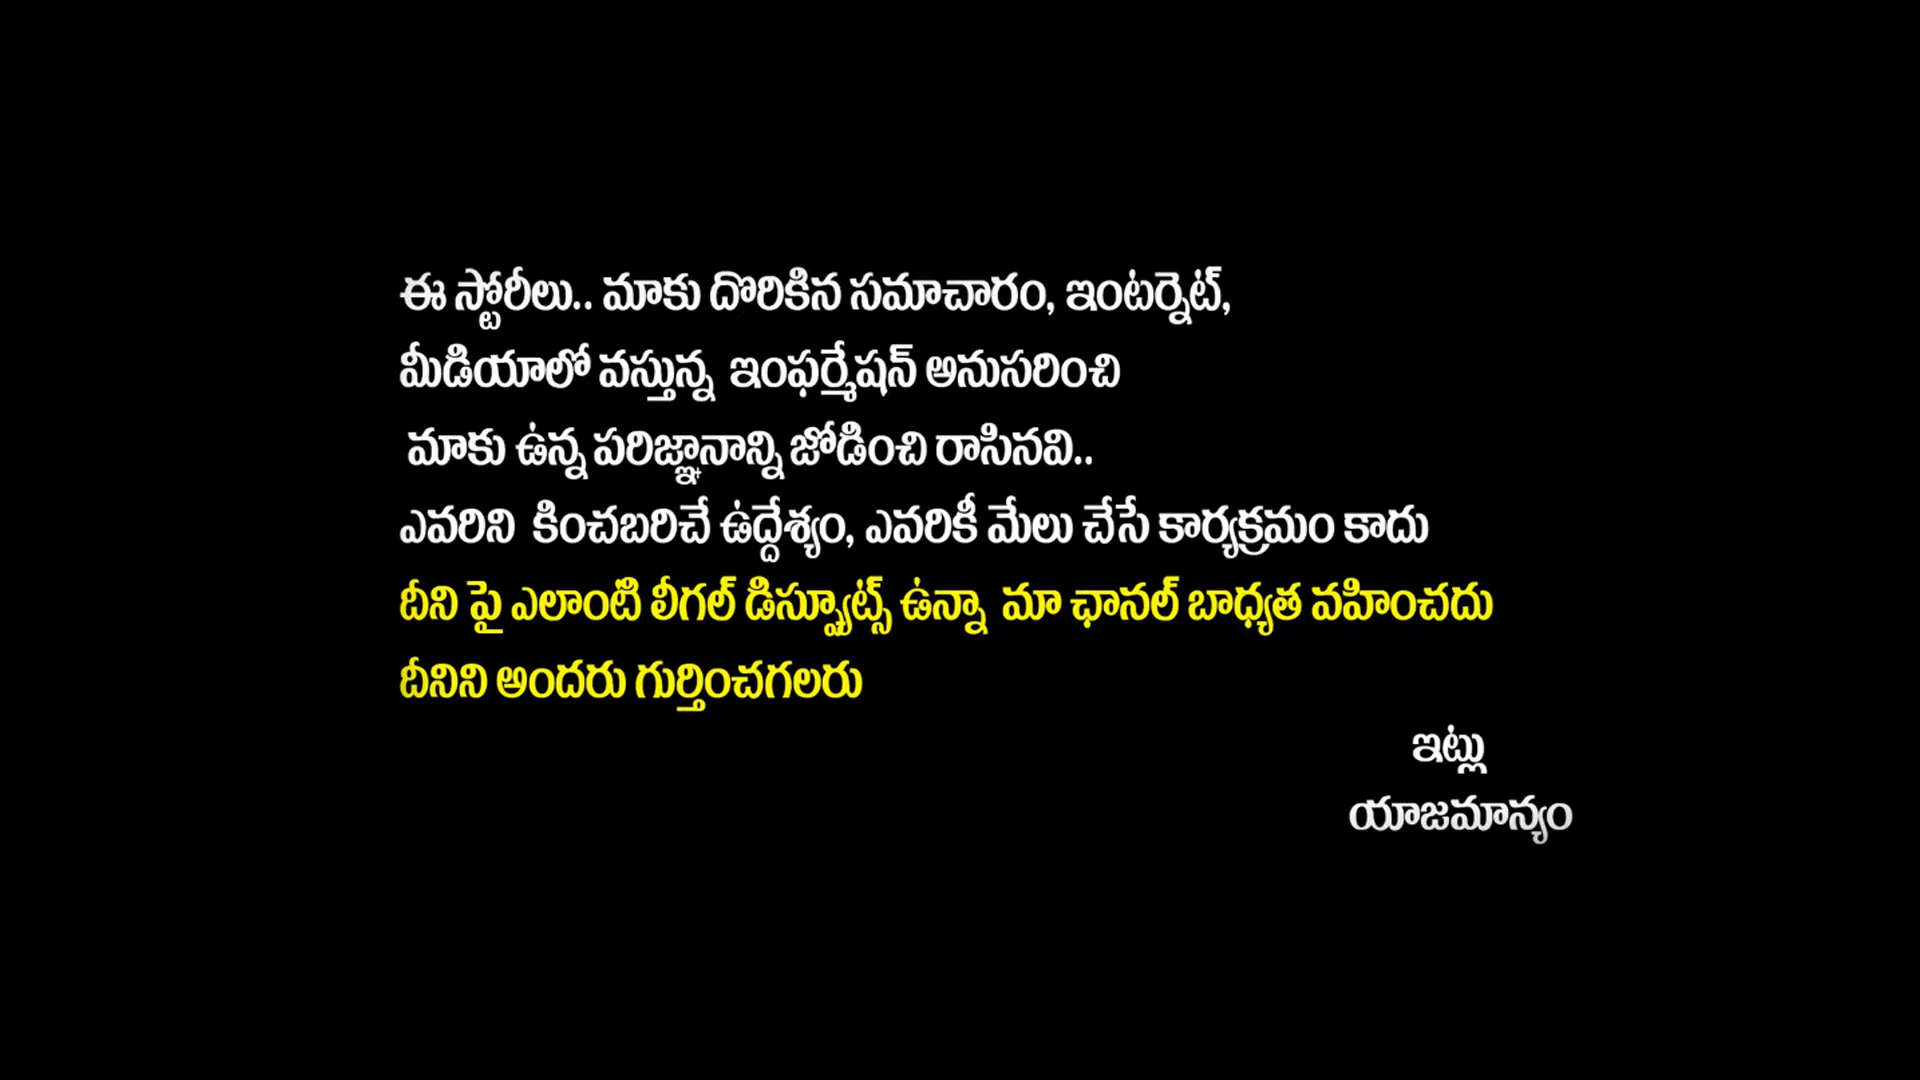 ఈ స్టోరీలు.. మాకు దొరికిన సమాచారం, ఇంటర్నెట్,
మీడియాలో వస్తున్న ఇంఫర్మేషన్ అనుసరించి
మాకు ఉన్న పరిజ్ఞానాన్ని జోడించి రాసినవి..
ఎవరిని కించబరిచే ఉద్దేశ్యం, ఎవరికీ మేలు చేసే కార్యక్రమం కాదు
దీని పై ఎలాంటి లీగల్ డిస్ప్యూట్స్ ఉన్నా మా ఛానల్ బాధ్యత వహించదు
దీనిని అందరు గుర్తించగలరు
ఇట్లు
యాజమాన్యం